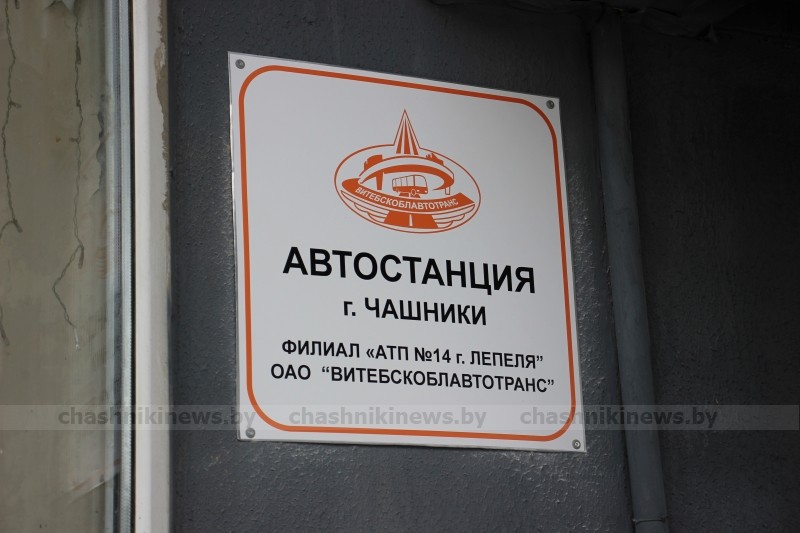 ВИТЕБСКОБЛАВТОТРАНС
АВТОСТАНЦИЯ
г. ЧАШНИКИ
ФИЛИАЛ «АТП №14 г. ЛЕПЕЛЯ”
ОАО “ВИТЕБСКОБЛАВТОТРАНС”
chashnikinews.by chashnikinews.by chashnikinews.by